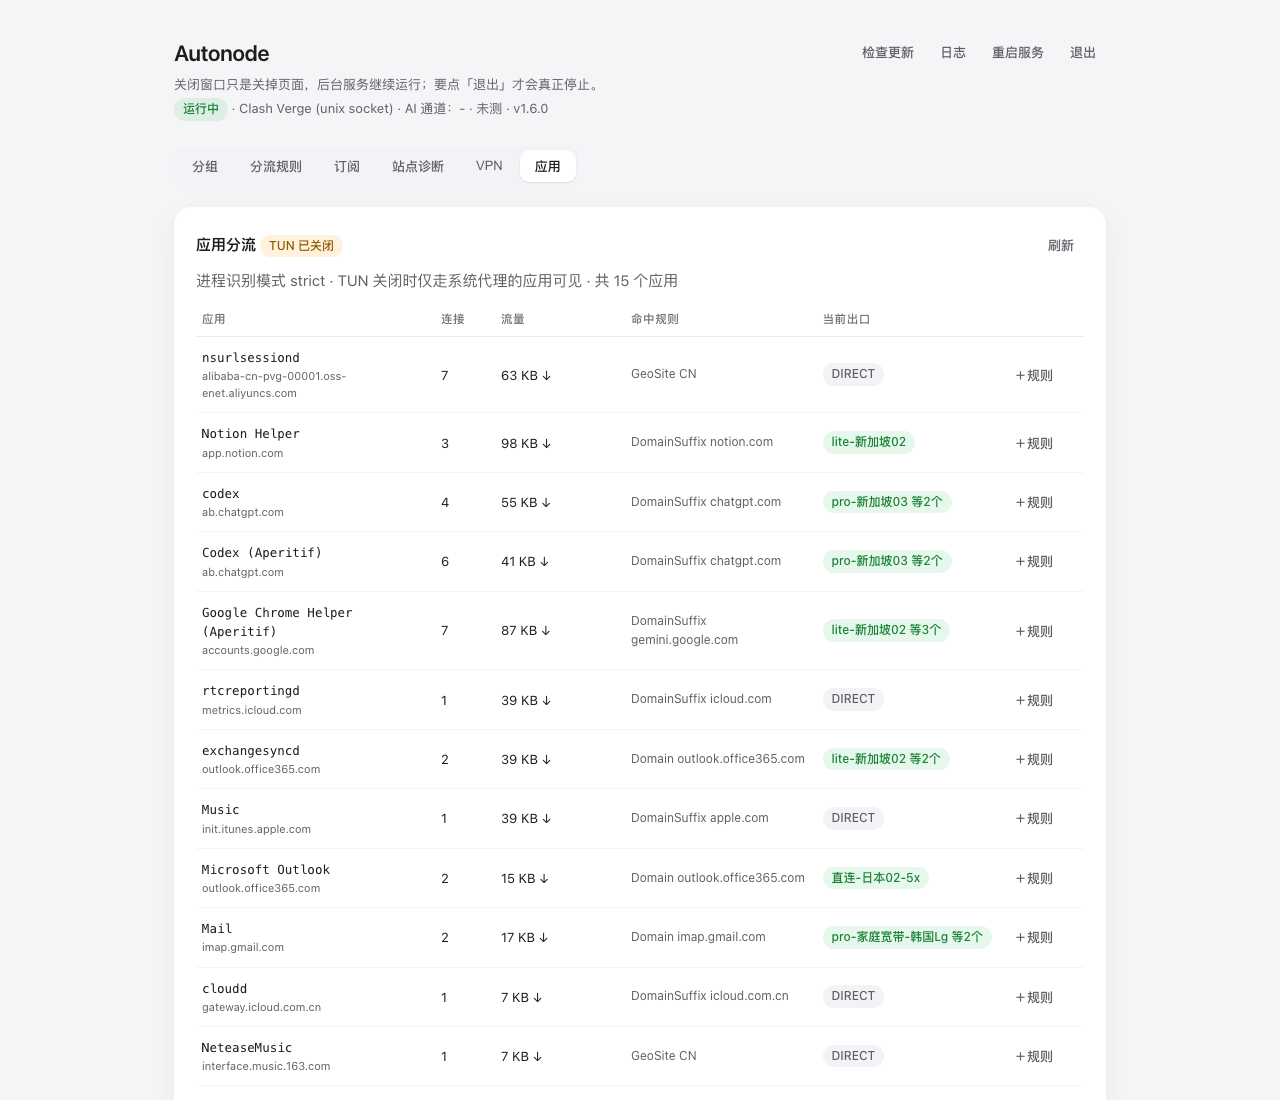 Autonode
检查更新 日志 重启服务 退出
关闭窗口只是关掉页面，后台服务继续运行；要点「退出」才会真正停止。
运行中 · Clash Verge (unix socket) · AI 通道：- · 未测 · v1.6.0
分组 分流规则 订阅 站点诊断 VPN 应用
应用分流 TUN 已关闭 刷新
进程识别模式 strict · TUN 关闭时仅走系统代理的应用可见 · 共 15 个应用
应用 连接 流量 命中规则 当前出口
nsurlsessiond
alibaba-cn-pvg-00001.oss-
enet.aliyuncs.com
7 63 KB ↓ GeoSite CN DIRECT ＋规则
Notion Helper
app.notion.com
3 98 KB ↓ DomainSuffix notion.com lite-新加坡02 ＋规则
codex
ab.chatgpt.com
4 55 KB ↓ DomainSuffix chatgpt.com pro-新加坡03 等2个 ＋规则
Codex (Aperitif)
ab.chatgpt.com
6 41 KB ↓ DomainSuffix chatgpt.com pro-新加坡03 等2个 ＋规则
Google Chrome Helper
(Aperitif)
accounts.google.com
7 87 KB ↓ DomainSuffix
gemini.google.com
lite-新加坡02 等3个 ＋规则
rtcreportingd
metrics.icloud.com
1 39 KB ↓ DomainSuffix icloud.com DIRECT ＋规则
exchangesyncd
outlook.office365.com
2 39 KB ↓ Domain outlook.office365.com lite-新加坡02 等2个 ＋规则
Music
init.itunes.apple.com
1 39 KB ↓ DomainSuffix apple.com DIRECT ＋规则
Microsoft Outlook
outlook.office365.com
2 15 KB ↓ Domain outlook.office365.com 直连-日本02-5x ＋规则
Mail
imap.gmail.com
2 17 KB ↓ Domain imap.gmail.com pro-家庭宽带-韩国Lg 等2个 ＋规则
cloudd
gateway.icloud.com.cn
1 7 KB ↓ DomainSuffix icloud.com.cn DIRECT ＋规则
NeteaseMusic
interface.music.163.com
1 7 KB ↓ GeoSite CN DIRECT ＋规则